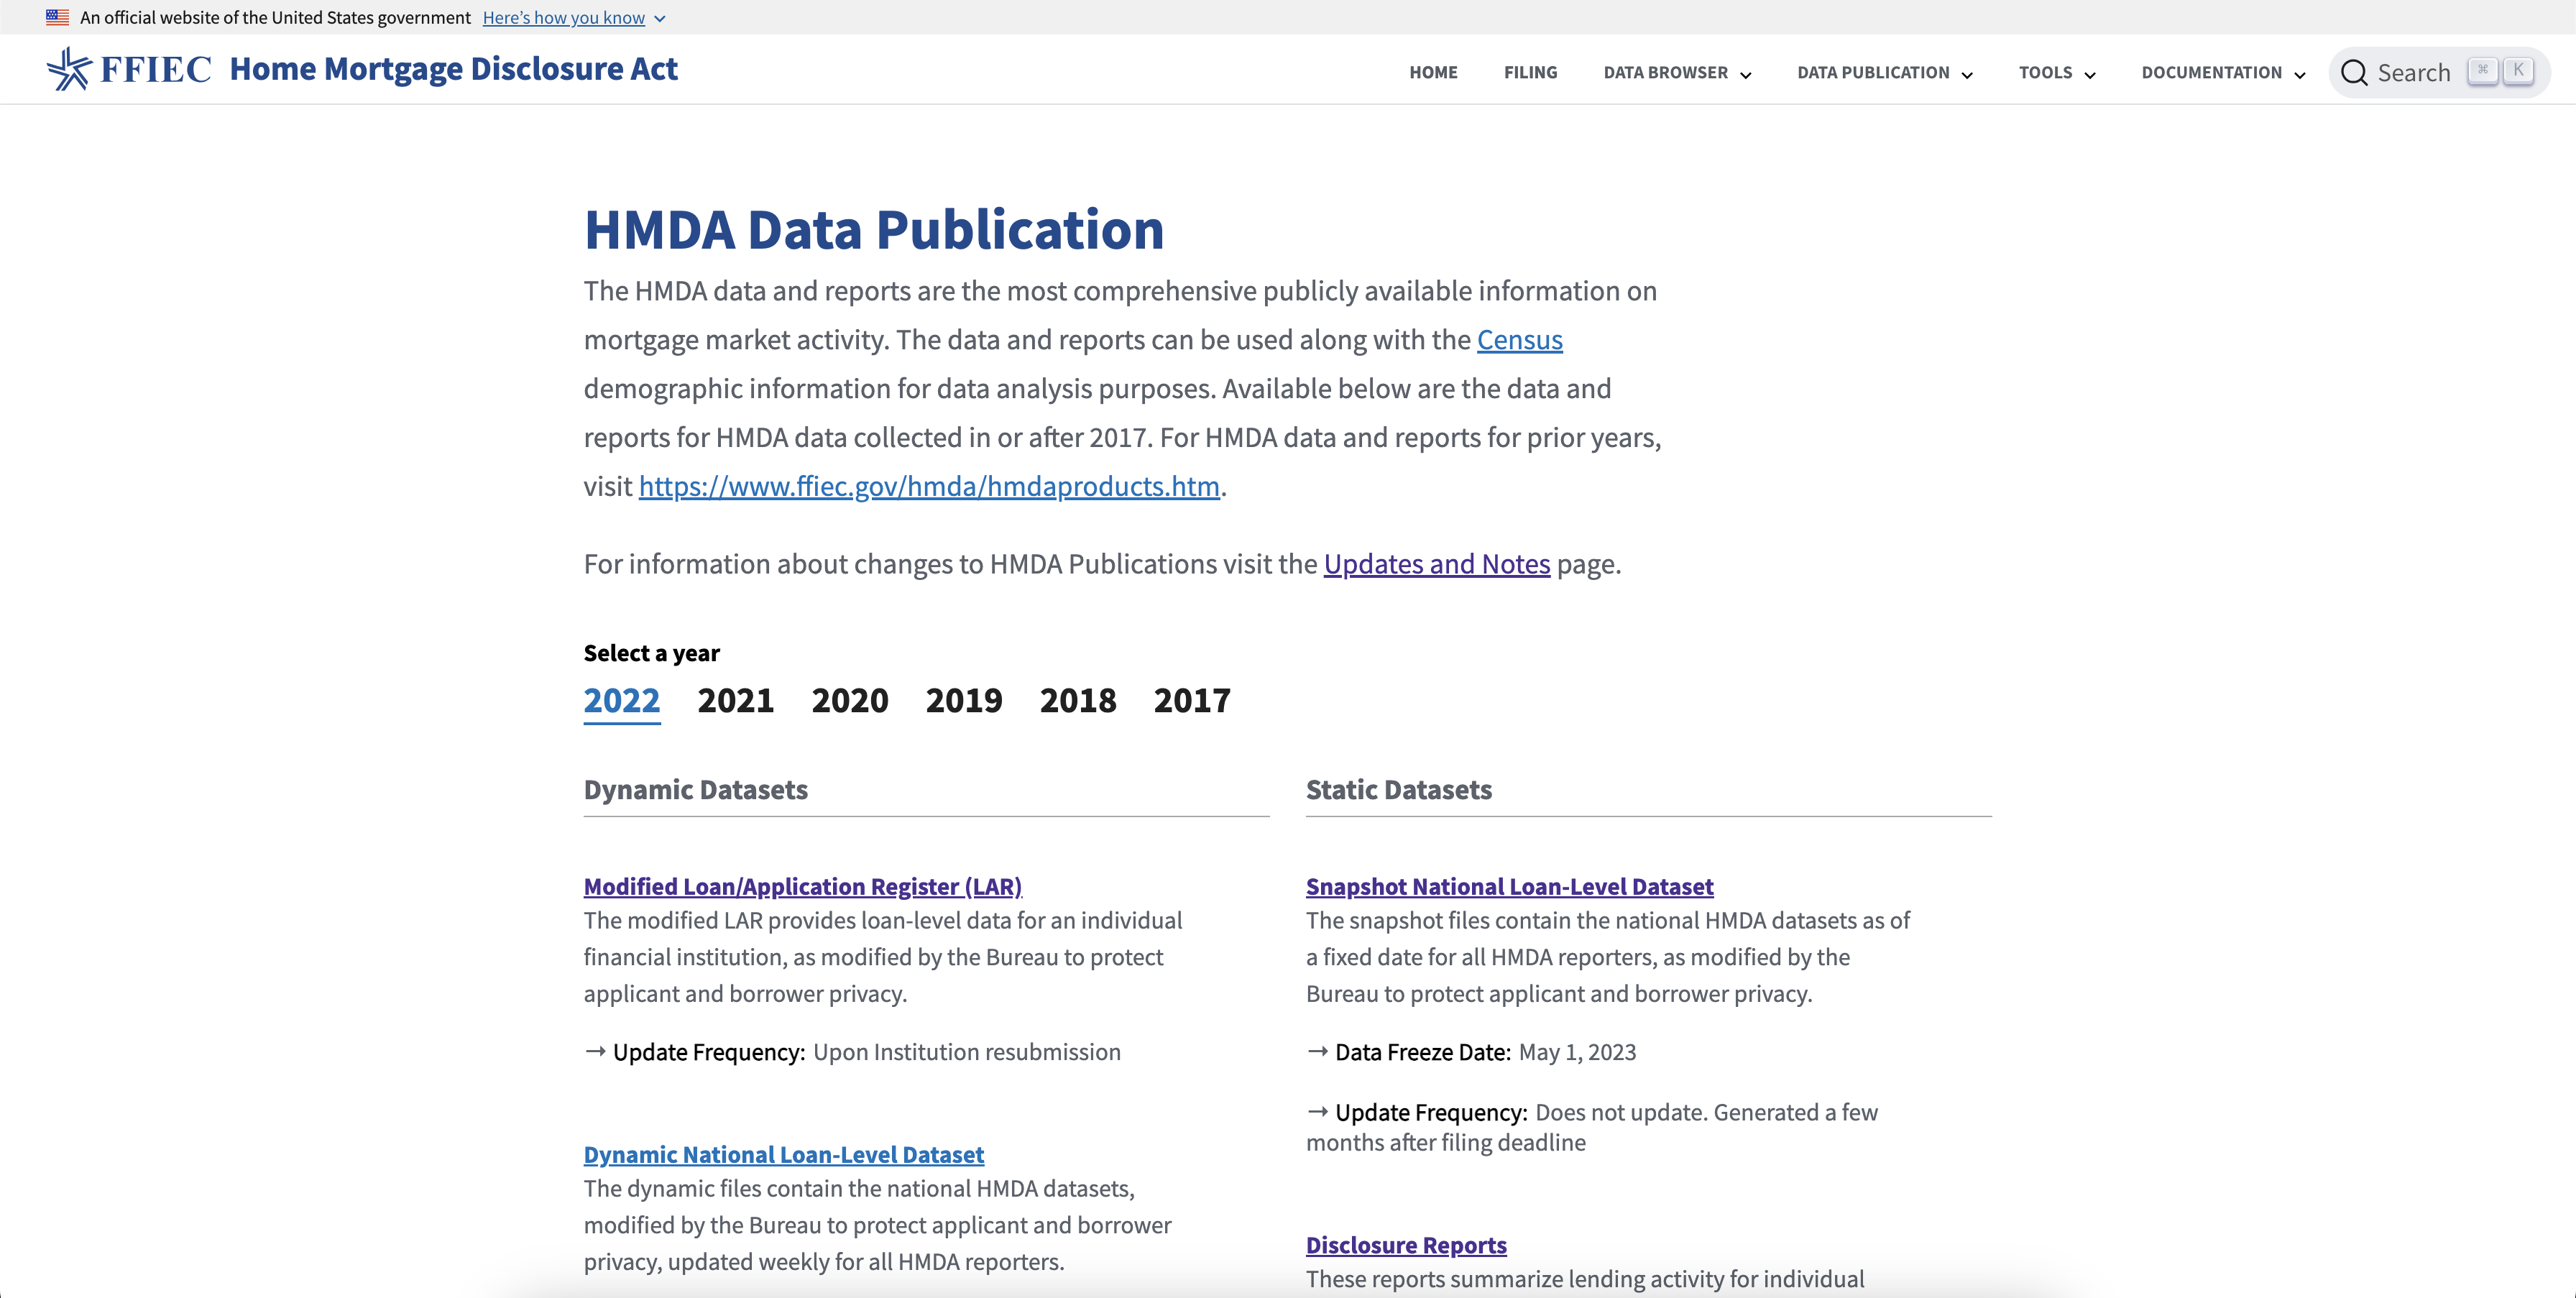 An official website of the United States government Here's how you know
FFIEC Home Mortgage Disclosure Act
HOME FILING DATA BROWSER DATA PUBLICATION TOOLS DOCUMENTATION Search ⌘ K
HMDA Data Publication
The HMDA data and reports are the most comprehensive publicly available information on
mortgage market activity. The data and reports can be used along with the Census
demographic information for data analysis purposes. Available below are the data and
reports for HMDA data collected in or after 2017. For HMDA data and reports for prior years,
visit https://www.ffiec.gov/hmda/hmdaproducts.htm.
For information about changes to HMDA Publications visit the Updates and Notes page.
Select a year
2022 2021 2020 2019 2018 2017
Dynamic Datasets
Modified Loan/Application Register (LAR)
The modified LAR provides loan-level data for an individual
financial institution, as modified by the Bureau to protect
applicant and borrower privacy.
→ Update Frequency: Upon Institution resubmission
Dynamic National Loan-Level Dataset
The dynamic files contain the national HMDA datasets,
modified by the Bureau to protect applicant and borrower
privacy, updated weekly for all HMDA reporters.
Static Datasets
Snapshot National Loan-Level Dataset
The snapshot files contain the national HMDA datasets as of
a fixed date for all HMDA reporters, as modified by the
Bureau to protect applicant and borrower privacy.
→ Data Freeze Date: May 1, 2023
→ Update Frequency: Does not update. Generated a few
months after filing deadline
Disclosure Reports
These reports summarize lending activity for individual